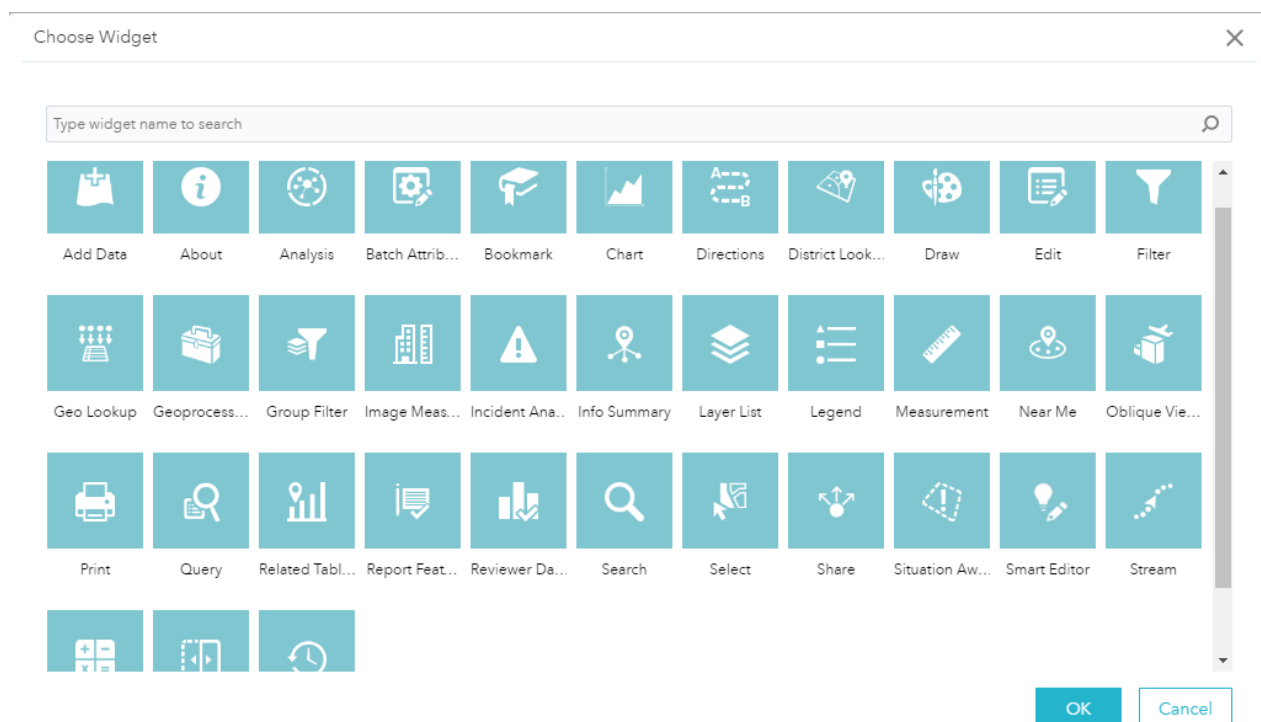 Choose Widget
Type widget name to search
Add Data About Analysis Batch Attrib... Bookmark Chart Directions District Look... Draw Edit Filter
Geo Lookup Geoprocess... Group Filter Image Meas... Incident Ana.. Info Summary Layer List Legend Measurement Near Me Oblique Vie...
Print Query Related Tabl... Report Feat... Reviewer Da... Search Select Share Situation Aw... Smart Editor Stream
OK Cancel